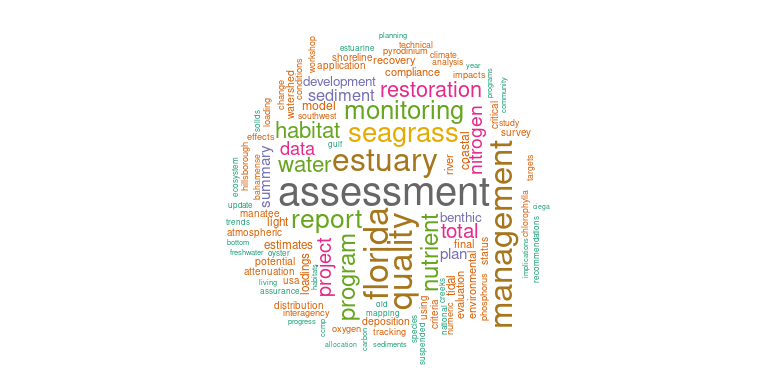 planning
estuarine
technical
pyrodinium
workshop
shoreline
recovery
climate
analysis
application
year
compliance
impacts
conditions
development
change
watershed
sediment
restoration
programs
community
loading
model
monitoring
nitrogen
critical
solids
habitat
seagrass
study
survey
effects
gulf
data
coastal
hillsborough
water
estuary
river
targets
ecosystem
bahamense
summary
assessment
management
update
manatee
report
florida
quality
nutrient
benthic
chlorophylla
ciega
trends
light
total
atmospheric
program
final
status
recommendations
bottom
estimates
project
plan
implications
freshwater
oyster
environmental
potential
attenuation
loadings
habitats
tidal
living
usa
evaluation
phosphorus
assurance
creeks
national
distribution
old
using
criteria
numeric
interagency
mapping
progress
ccmp
deposition
species
suspended
oxygen
carbon
tracking
allocation
sediments